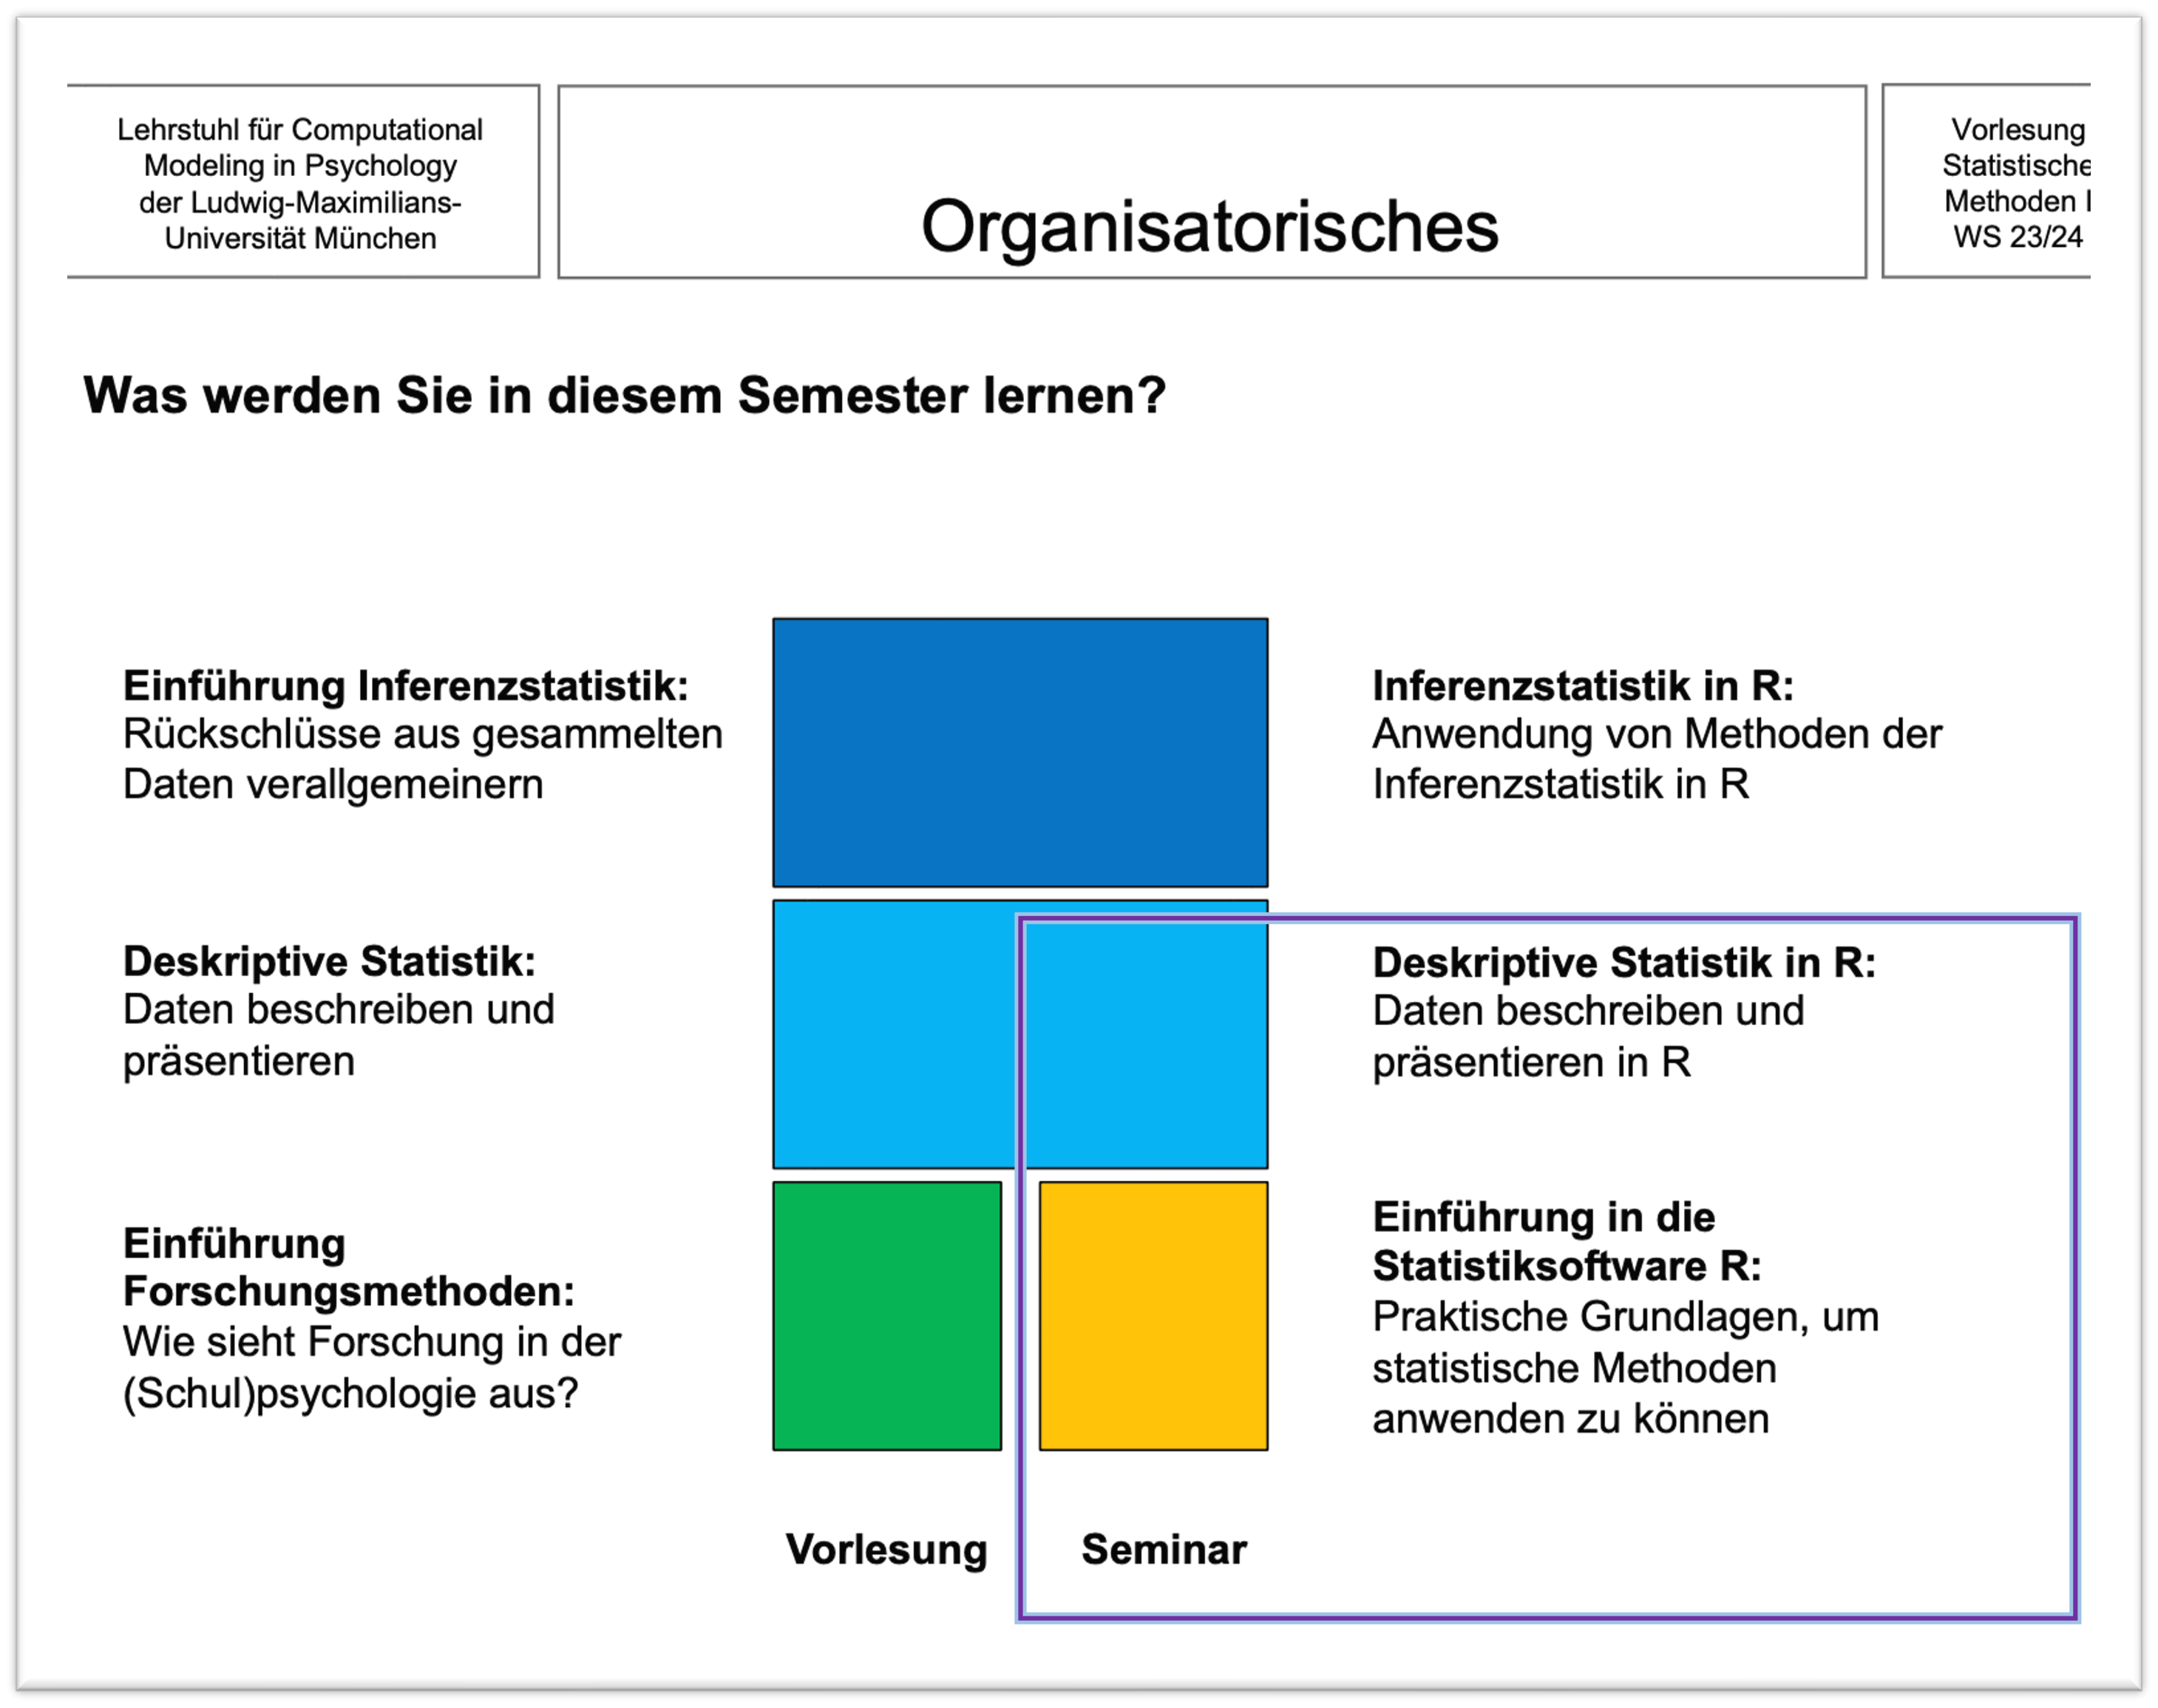 Lehrstuhl für Computational
Modeling in Psychology
der Ludwig-Maximilians-
Universität München
Organisatorisches
Vorlesung
Statistische
Methoden I
WS 23/24
Was werden Sie in diesem Semester lernen?
Einführung Inferenzstatistik:
Rückschlüsse aus gesammelten
Daten verallgemeinern
Inferenzstatistik in R:
Anwendung von Methoden der
Inferenzstatistik in R
Deskriptive Statistik:
Daten beschreiben und
präsentieren
Deskriptive Statistik in R:
Daten beschreiben und
präsentieren in R
Einführung
Forschungsmethoden:
Wie sieht Forschung in der
(Schul)psychologie aus?
Einführung in die
Statistiksoftware R:
Praktische Grundlagen, um
statistische Methoden
anwenden zu können
Vorlesung
Seminar